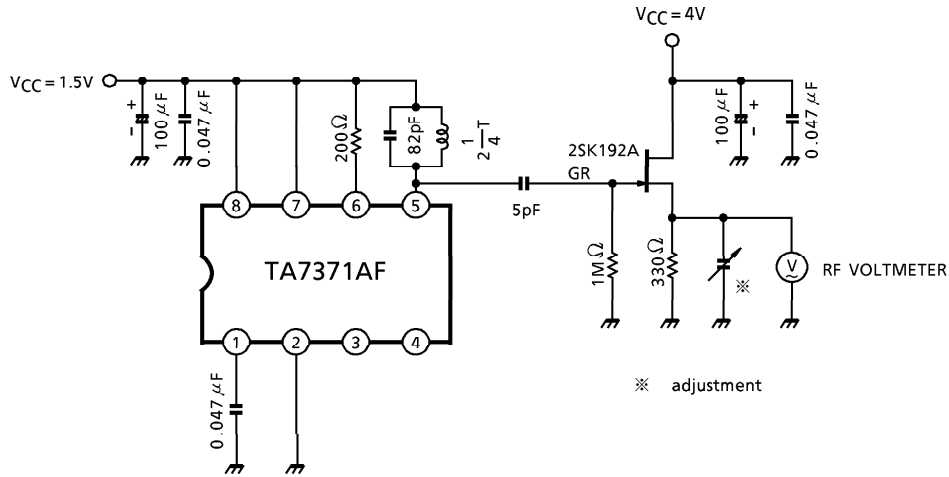 VCC = 4V
VCC = 1.5V
+
−
100 μF
0.047 μF
200Ω
82pF
2 1/4 T
100 μF
+
−
0.047 μF
2SK192A
GR
5pF
8
7
6
5
TA7371AF
1MΩ
330Ω
※
V
~
RF VOLTMETER
1
2
3
4
0.047 μF
※ adjustment